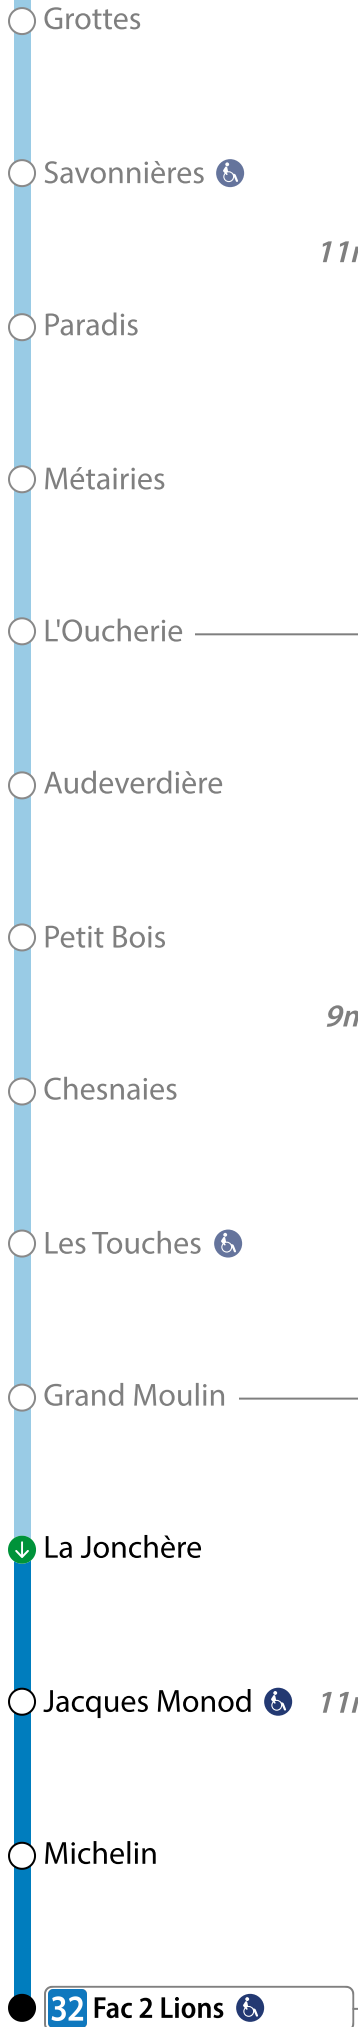 Grottes
Savonnières
Paradis
Métairies
L'Oucherie
Audeverdière
Petit Bois
Chesnaies
Les Touches
Grand Moulin
La Jonchère
Jacques Monod
Michelin
32 Fac 2 Lions